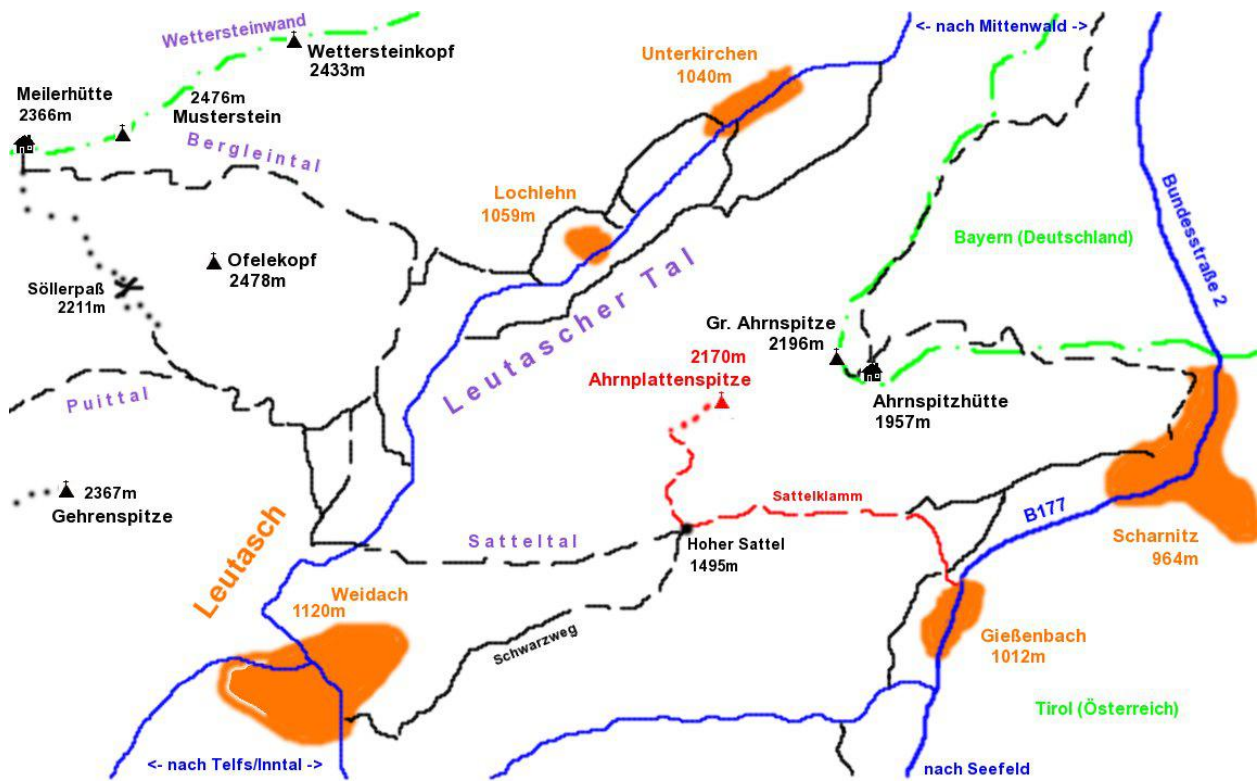 Wettersteinwand
Wettersteinkopf
2433m
<- nach Mittenwald ->
Unterkirchen
1040m
Meilerhütte
2366m
2476m
Musterstein
Bergleintal
Lochlehn
1059m
Bundesstraße 2
Bayern (Deutschland)
Ofelekopf
2478m
Söllerpaß
2211m
Leutascher Tal
Gr. Ahrnspitze
2196m
2170m
Ahrnplattenspitze
Ahrnspitzhütte
1957m
Puittal
2367m
Gehrenspitze
Sattelklamm
B177
Scharnitz
964m
Leutasch
Satteltal
Hoher Sattel
1495m
Weidach
1120m
Schwarzweg
Gießenbach
1012m
Tirol (Österreich)
<- nach Telfs/Inntal ->
nach Seefeld